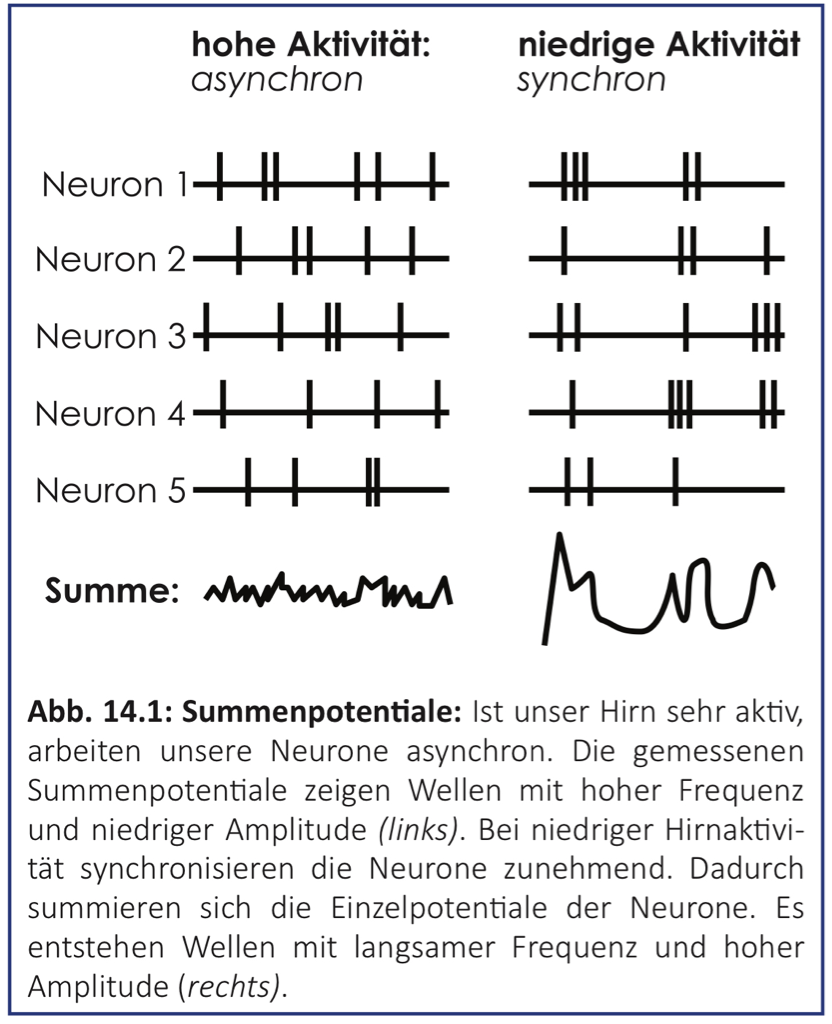 hohe Aktivität: niedrige Aktivität
asynchron synchron
Neuron 1
Neuron 2
Neuron 3
Neuron 4
Neuron 5
Summe:
Abb. 14.1: Summenpotentiale: Ist unser Hirn sehr aktiv,
arbeiten unsere Neurone asynchron. Die gemessenen
Summenpotentiale zeigen Wellen mit hoher Frequenz
und niedriger Amplitude (links). Bei niedriger Hirnaktivi-
tät synchronisieren die Neurone zunehmend. Dadurch
summieren sich die Einzelpotentiale der Neurone. Es
entstehen Wellen mit langsamer Frequenz und hoher
Amplitude (rechts).